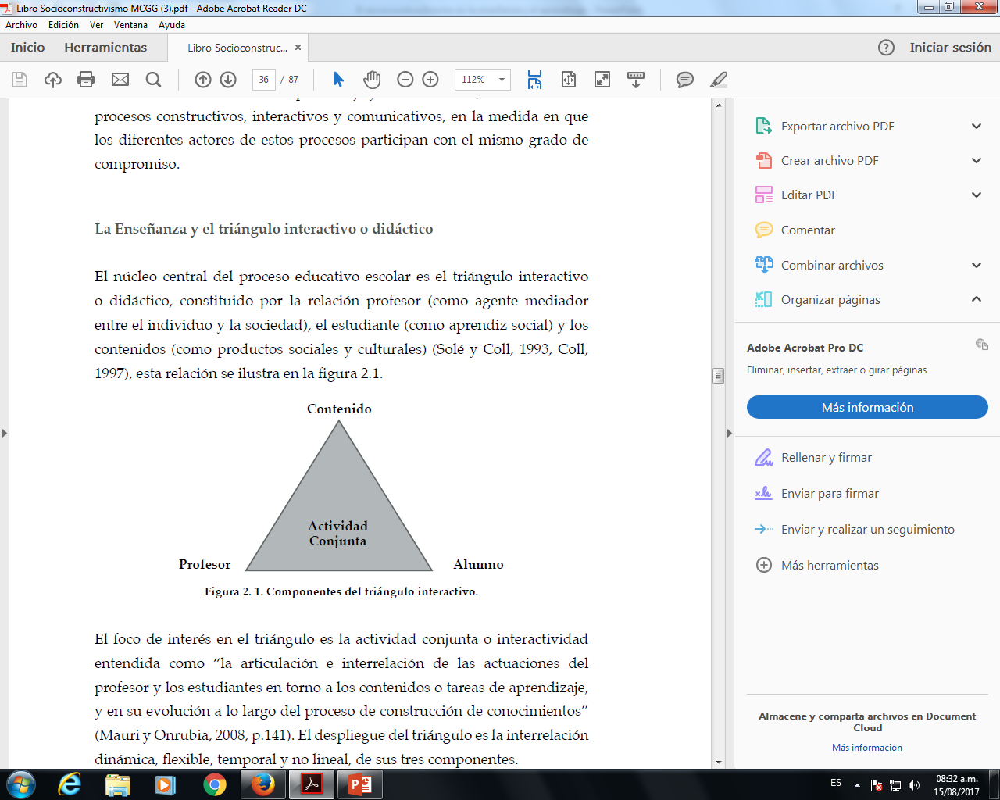 Libro Socioconstructivismo MCGG (3).pdf - Adobe Acrobat Reader DC
Archivo Edición Ver Ventana Ayuda
Inicio Herramientas Libro Socioconstruc... × Iniciar sesión
36 / 87 112%
procesos constructivos, interactivos y comunicativos, en la medida en que
los diferentes actores de estos procesos participan con el mismo grado de
compromiso.
La Enseñanza y el triángulo interactivo o didáctico
El núcleo central del proceso educativo escolar es el triángulo interactivo
o didáctico, constituido por la relación profesor (como agente mediador
entre el individuo y la sociedad), el estudiante (como aprendiz social) y los
contenidos (como productos sociales y culturales) (Solé y Coll, 1993, Coll,
1997), esta relación se ilustra en la figura 2.1.
Contenido
Actividad
Conjunta
Profesor Alumno
Figura 2. 1. Componentes del triángulo interactivo.
El foco de interés en el triángulo es la actividad conjunta o interactividad
entendida como “la articulación e interrelación de las actuaciones del
profesor y los estudiantes en torno a los contenidos o tareas de aprendizaje,
y en su evolución a lo largo del proceso de construcción de conocimientos”
(Mauri y Onrubia, 2008, p.141). El despliegue del triángulo es la interrelación
dinámica, flexible, temporal y no lineal, de sus tres componentes.
Exportar archivo PDF
Crear archivo PDF
Editar PDF
Comentar
Combinar archivos
Organizar páginas
Adobe Acrobat Pro DC
Eliminar, insertar, extraer o girar páginas
Más información
Rellenar y firmar
Enviar para firmar
Enviar y realizar un seguimiento
Más herramientas
Almacene y comparta archivos en Document
Cloud
Más información
ES
08:32 a.m.
15/08/2017